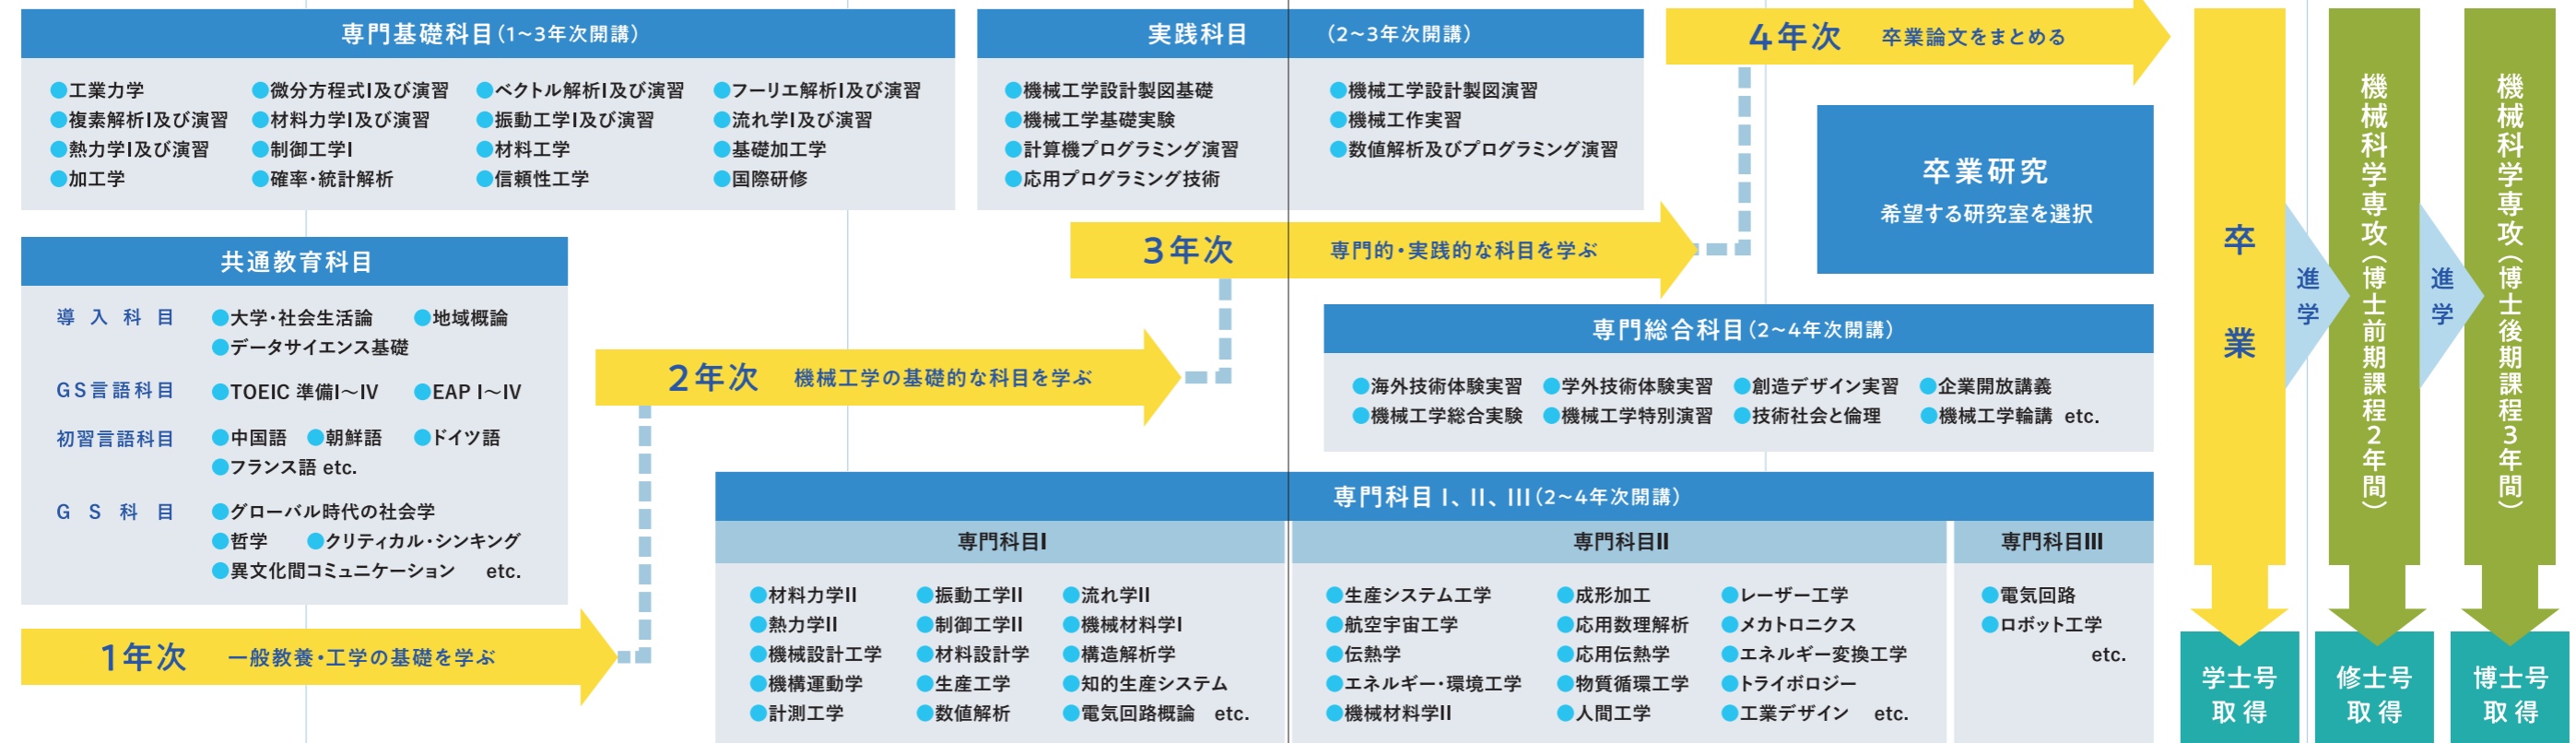 専門基礎科目(1~3年次開講)
●工業力学 ●微分方程式I及び演習 ●ベクトル解析I及び演習 ●フーリエ解析I及び演習
●複素解析I及び演習 ●材料力学I及び演習 ●振動工学I及び演習 ●流れ学I及び演習
●熱力学I及び演習 ●制御工学I ●材料工学 ●基礎加工学
●加工学 ●確率・統計解析 ●信頼性工学 ●国際研修
実践科目 (2~3年次開講)
●機械工学設計製図基礎 ●機械工学設計製図演習
●機械工学基礎実験 ●機械工作実習
●計算機プログラミング演習 ●数値解析及びプログラミング演習
●応用プログラミング技術
4年次 卒業論文をまとめる
卒業研究
希望する研究室を選択
共通教育科目
導入科目 ●大学・社会生活論 ●地域概論
●データサイエンス基礎
GS言語科目 ●TOEIC 準備I〜IV ●EAP I〜IV
初習言語科目 ●中国語 ●朝鮮語 ●ドイツ語
●フランス語 etc.
GS科目 ●グローバル時代の社会学
●哲学 ●クリティカル・シンキング
●異文化間コミュニケーション etc.
1年次 一般教養・工学の基礎を学ぶ
2年次 機械工学の基礎的な科目を学ぶ
3年次 専門的・実践的な科目を学ぶ
専門総合科目(2~4年次開講)
●海外技術体験実習 ●学外技術体験実習 ●創造デザイン実習 ●企業開放講義
●機械工学総合実験 ●機械工学特別演習 ●技術社会と倫理 ●機械工学輪講 etc.
専門科目 I、II、III(2~4年次開講)
専門科目I
●材料力学II ●振動工学II ●流れ学II
●熱力学II ●制御工学II ●機械材料学I
●機械設計工学 ●材料設計学 ●構造解析学
●機構運動学 ●生産工学 ●知的生産システム
●計測工学 ●数値解析 ●電気回路概論 etc.
専門科目II
●生産システム工学 ●成形加工 ●レーザー工学
●航空宇宙工学 ●応用数理解析 ●メカトロニクス
●伝熱学 ●応用伝熱学 ●エネルギー変換工学
●エネルギー・環境工学 ●物質循環工学 ●トライボロジー
●機械材料学II ●人間工学 ●工業デザイン etc.
専門科目III
●電気回路
●ロボット工学
etc.
卒業
進学
機械科学専攻(博士前期課程2年間)
進学
機械科学専攻(博士後期課程3年間)
学士号
取得
修士号
取得
博士号
取得